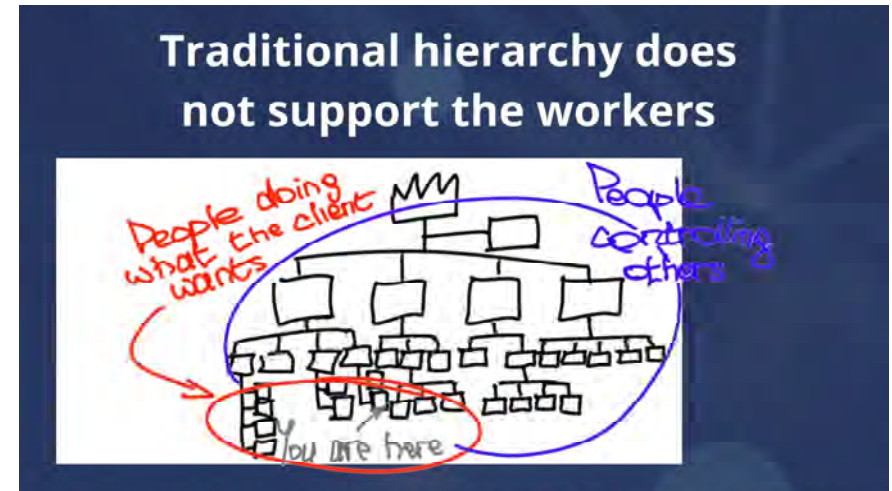 Traditional hierarchy does
not support the workers
People doing
what the client
wants
People
controlling
others
You are here